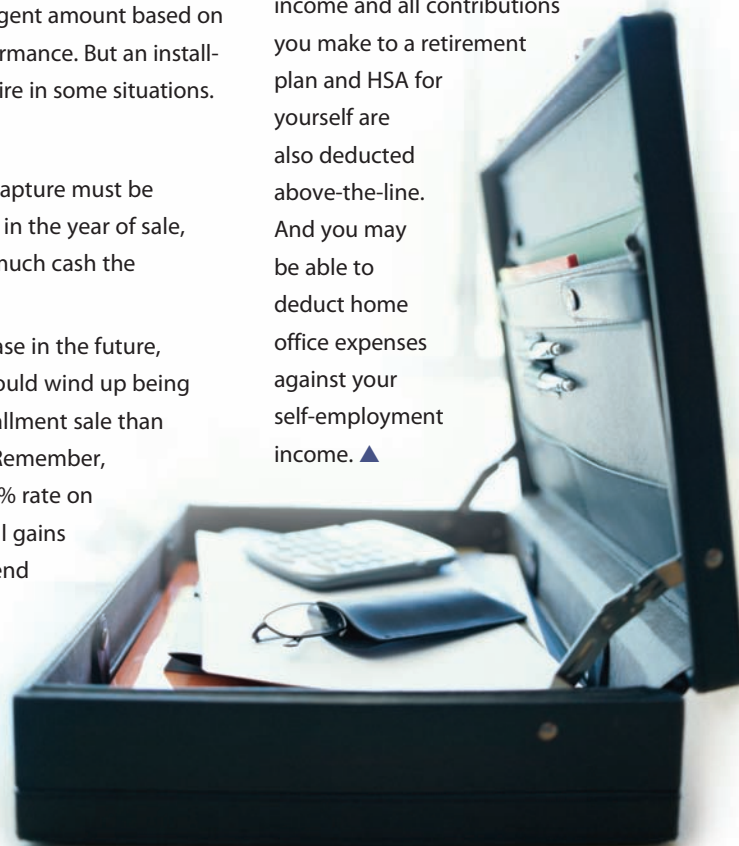 gent amount based on
rmance. But an install-
ire in some situations.
apture must be
in the year of sale,
much cash the
ase in the future,
ould wind up being
allment sale than
Remember,
% rate on
l gains
end
income and all contributions
you make to a retirement
plan and HSA for
yourself are
also deducted
above-the-line.
And you may
be able to
deduct home
office expenses
against your
self-employment
income. ▲